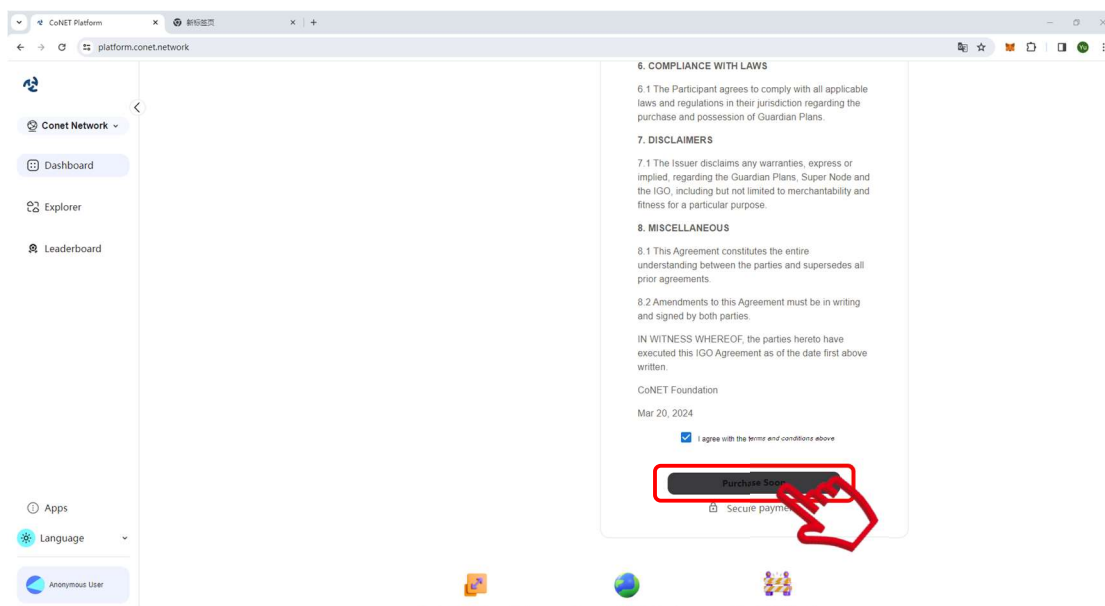 CoNET Platform
新标签页
platform.conet.network
Yu
Conet Network
Dashboard
Explorer
Leaderboard
6. COMPLIANCE WITH LAWS
6.1 The Participant agrees to comply with all applicable
laws and regulations in their jurisdiction regarding the
purchase and possession of Guardian Plans.
7. DISCLAIMERS
7.1 The Issuer disclaims any warranties, express or
implied, regarding the Guardian Plans, Super Node and
the IGO, including but not limited to merchantability and
fitness for a particular purpose.
8. MISCELLANEOUS
8.1 This Agreement constitutes the entire
understanding between the parties and supersedes all
prior agreements.
8.2 Amendments to this Agreement must be in writing
and signed by both parties.
IN WITNESS WHEREOF, the parties hereto have
executed this IGO Agreement as of the date first above
written.
CoNET Foundation
Mar 20, 2024
I agree with the terms and conditions above
Purchase Soon
Secure payme
Apps
Language
Anonymous User